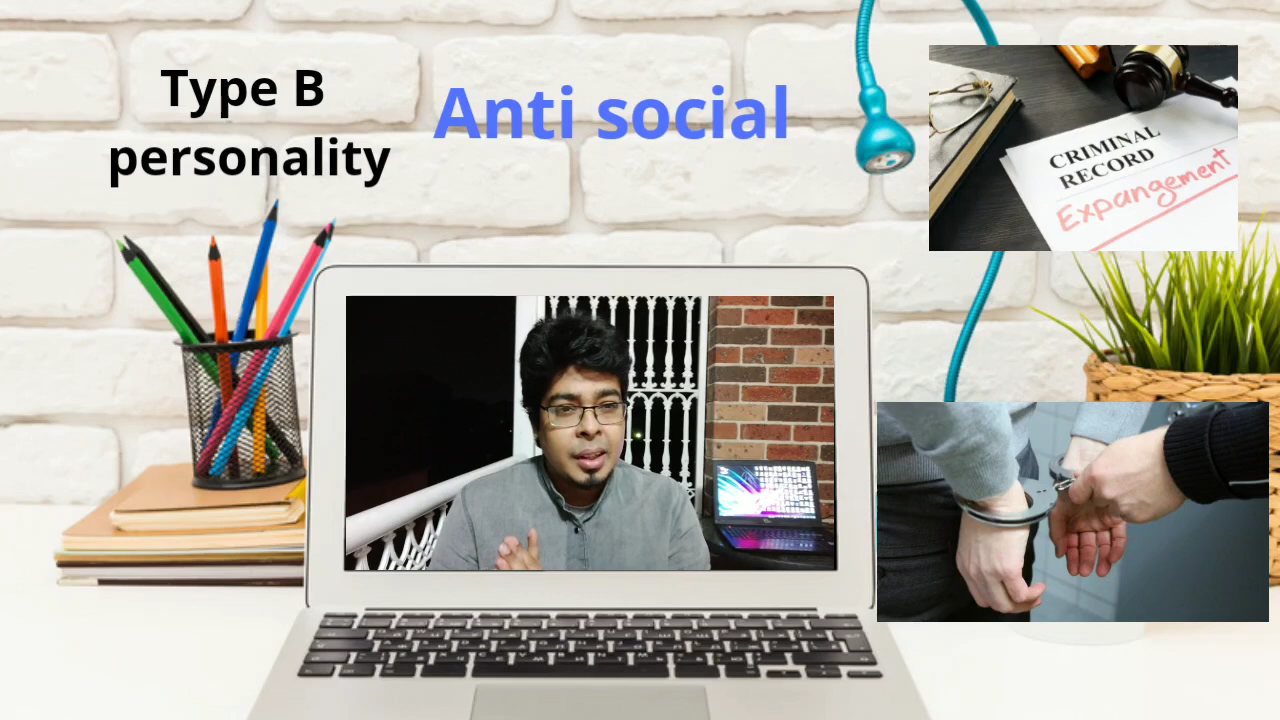 Type B
personality
Anti social
CRIMINAL
RECORD
Expangement